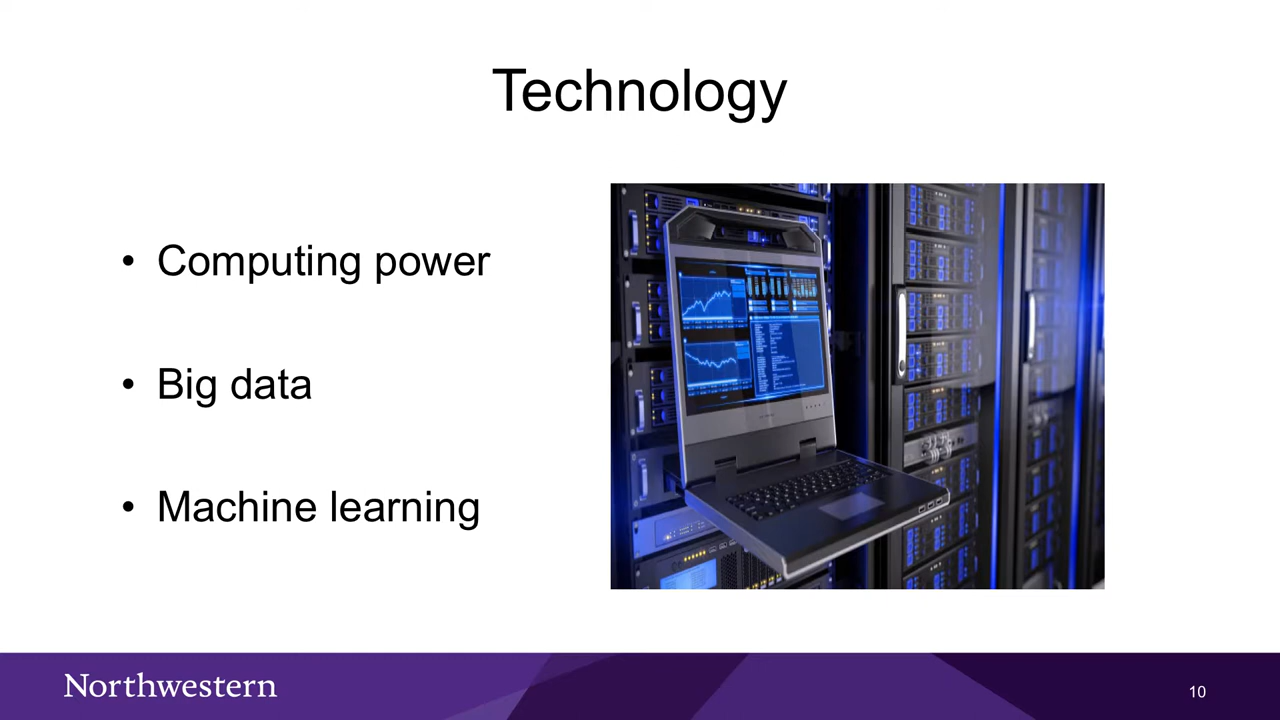 Technology
• Computing power
• Big data
• Machine learning
Northwestern
10